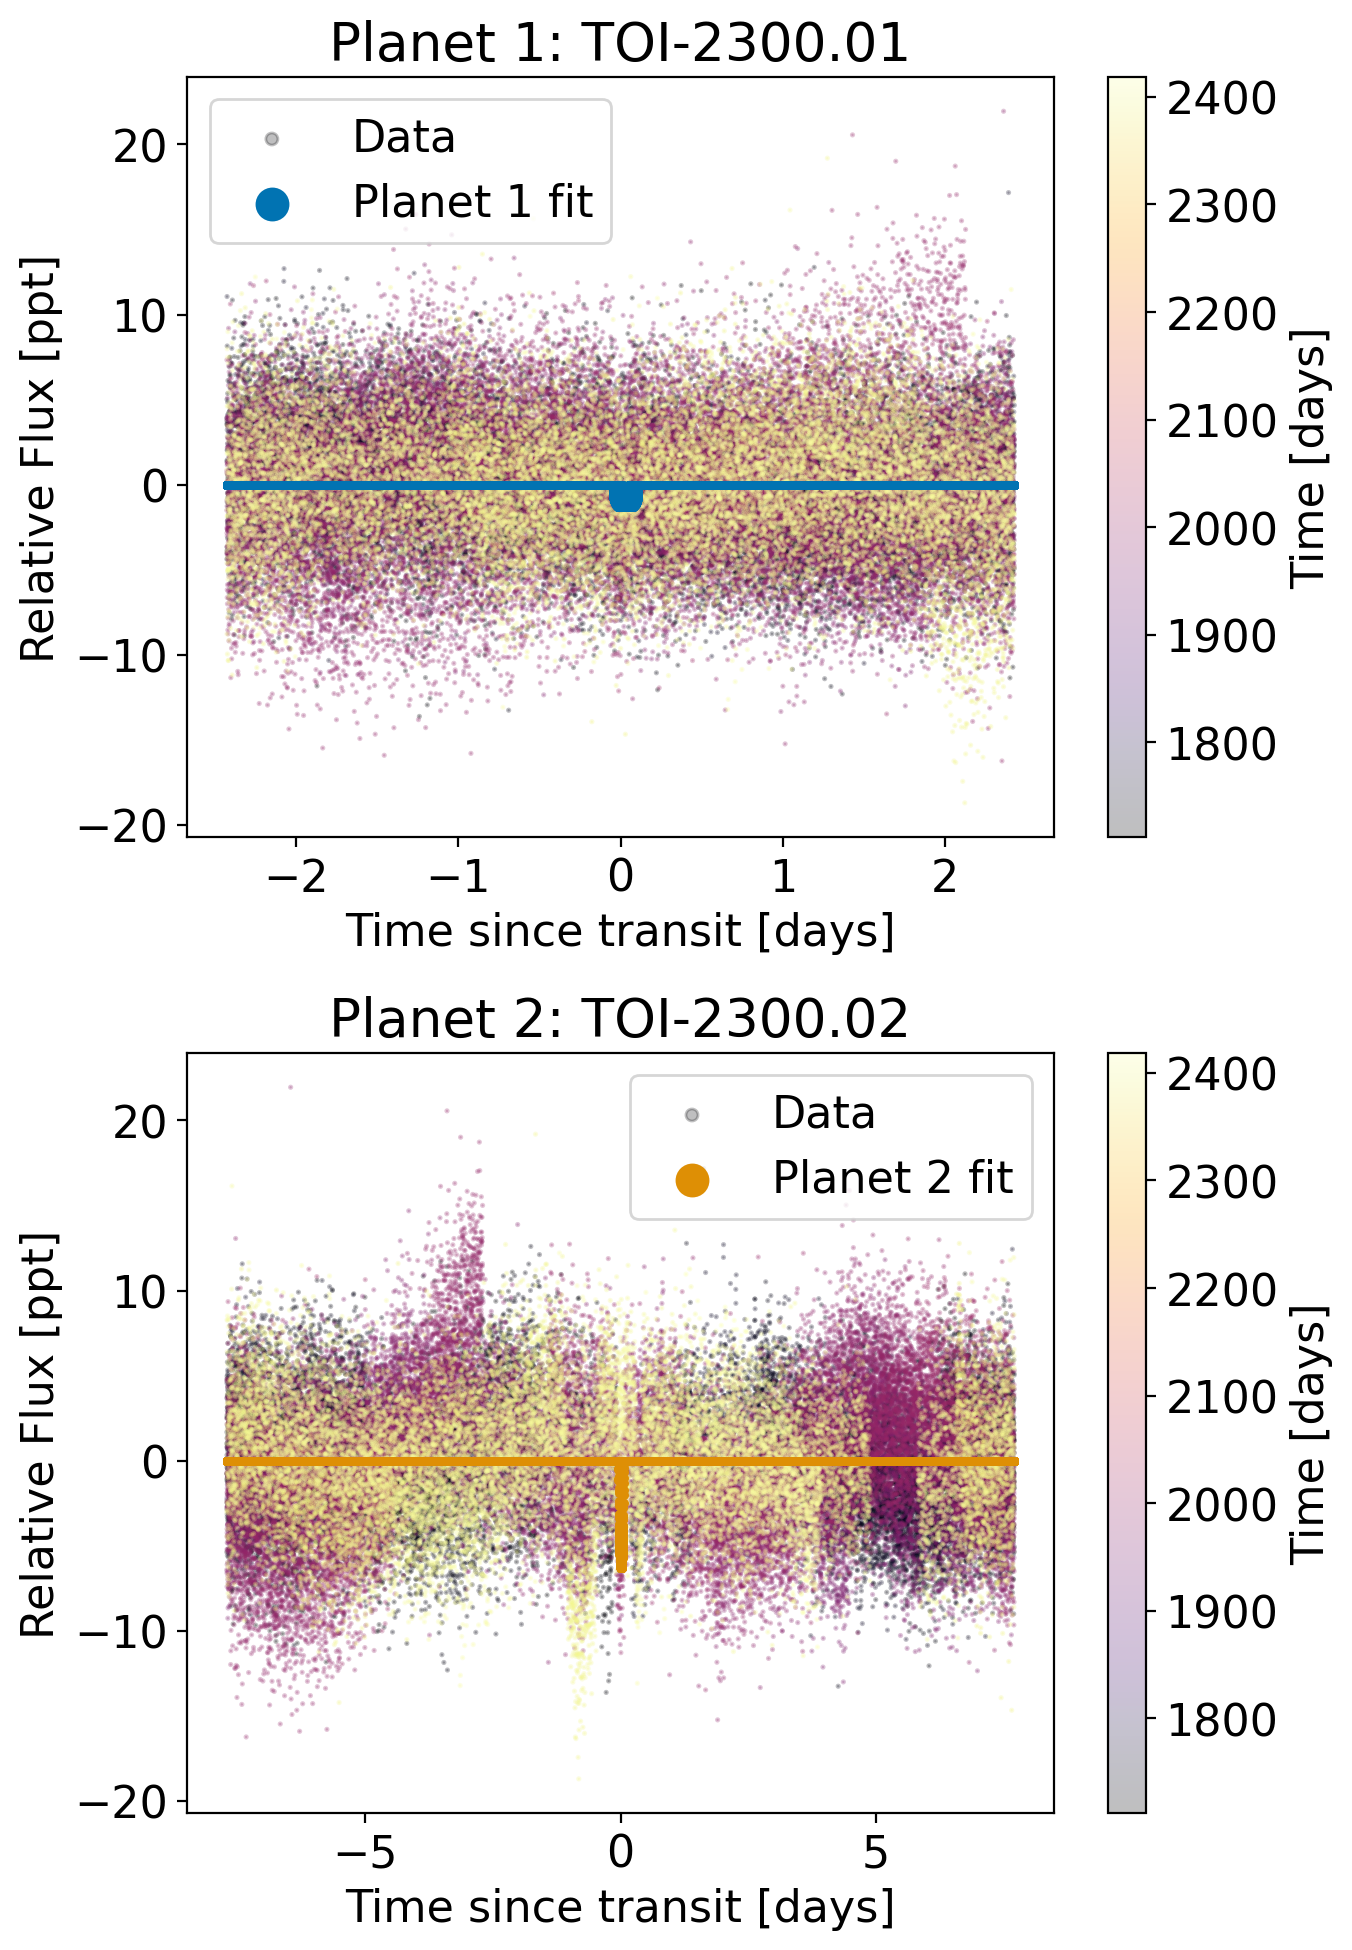 Planet 1: TOI-2300.01
Data
Planet 1 fit
20
10
0
−10
−20
Relative Flux [ppt]
−2
−1
0
1
2
Time since transit [days]
2400
2300
2200
2100
2000
1900
1800
Time [days]
Planet 2: TOI-2300.02
Data
Planet 2 fit
20
10
0
−10
−20
Relative Flux [ppt]
−5
0
5
Time since transit [days]
2400
2300
2200
2100
2000
1900
1800
Time [days]